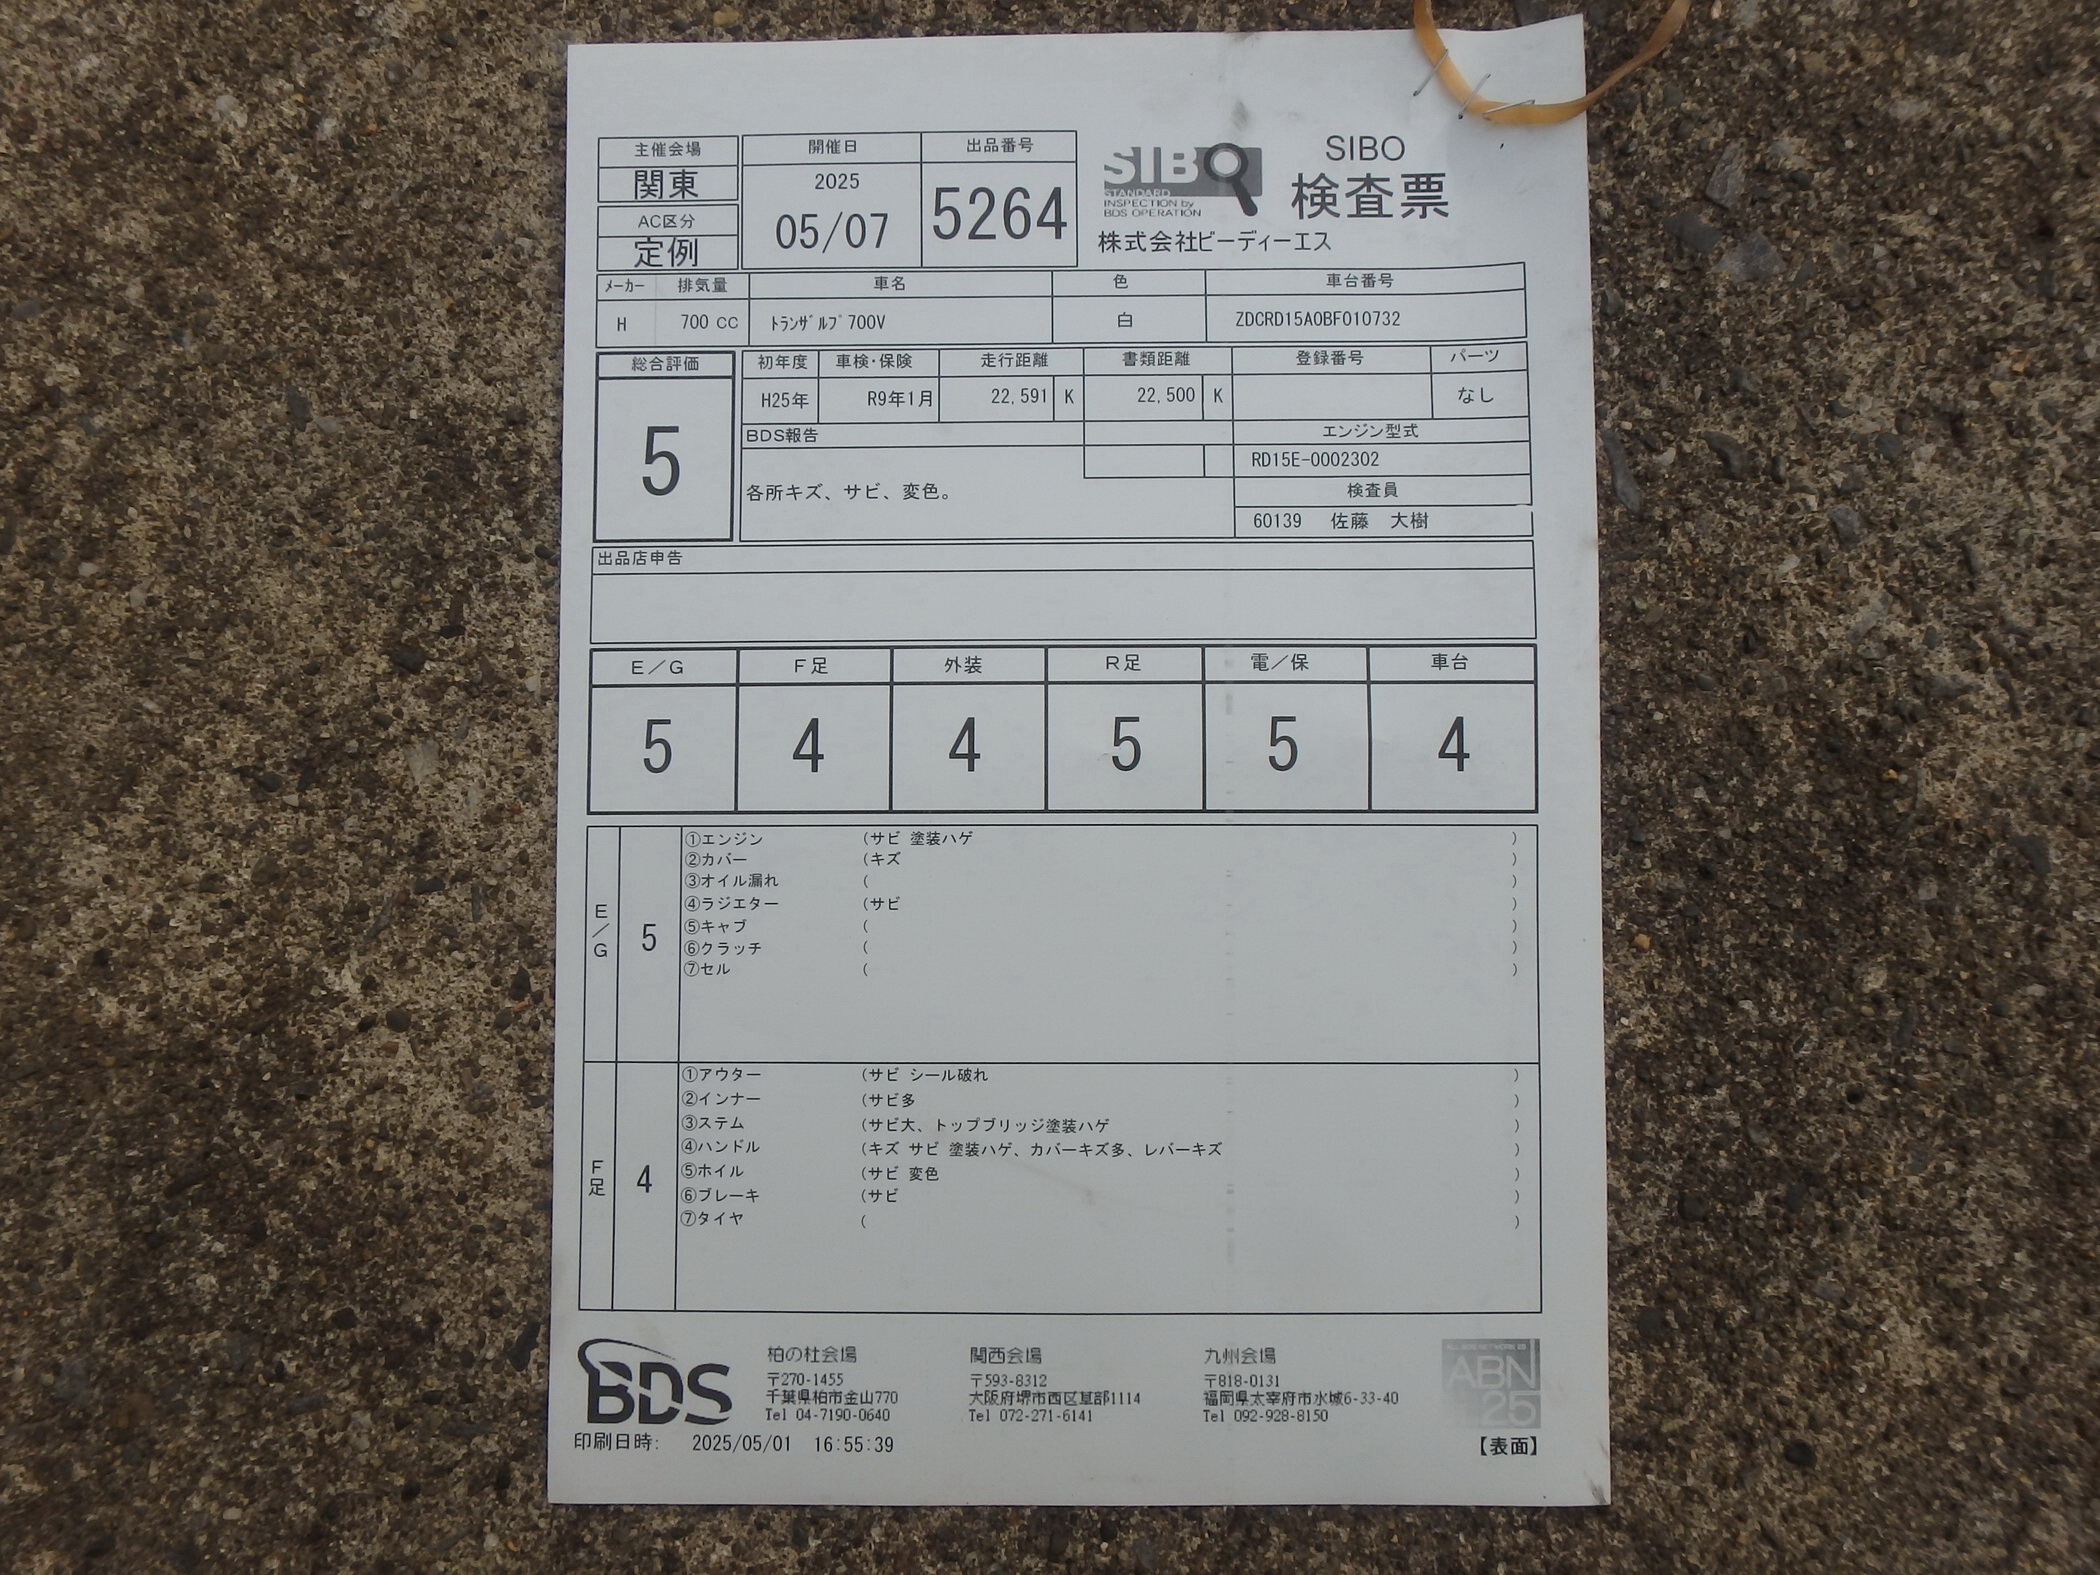 主催会場
関東
AC区分
定例
開催日
2025
05/07
出品番号
5264
SIBO
STANDARD
INSPECTION by
BDS OPERATION
SIBO
検査票
株式会社ビーディーエス
ﾒｰｶｰ 排気量 車名 色 車台番号
H 700 CC ﾄﾗﾝｻﾞﾙﾌﾟ700V 白 ZDCRD15A0BF010732
総合評価
5
初年度 車検・保険 走行距離 書類距離 登録番号 パーツ
H25年 R9年1月 22,591 K 22,500 K なし
BDS報告
各所キズ、サビ、変色。
エンジン型式
RD15E-0002302
検査員
60139 佐藤 大樹
出品店申告
E/G F足 外装 R足 電/保 車台
5 4 4 5 5 4
E/G
5
①エンジン (サビ 塗装ハゲ )
②カバー (キズ )
③オイル漏れ ( )
④ラジエター (サビ )
⑤キャブ ( )
⑥クラッチ ( )
⑦セル ( )
F足
4
①アウター (サビ シール破れ )
②インナー (サビ多 )
③ステム (サビ大、トップブリッジ塗装ハゲ )
④ハンドル (キズ サビ 塗装ハゲ、カバーキズ多、レバーキズ )
⑤ホイル (サビ 変色 )
⑥ブレーキ (サビ )
⑦タイヤ ( )
BDS
柏の杜会場
〒270-1455
千葉県柏市金山770
Tel 04-7190-0640
関西会場
〒593-8312
大阪府堺市西区草部1114
Tel 072-271-6141
九州会場
〒818-0131
福岡県太宰府市水城6-33-40
Tel 092-928-8150
ABN
25
印刷日時: 2025/05/01 16:55:39
【表面】